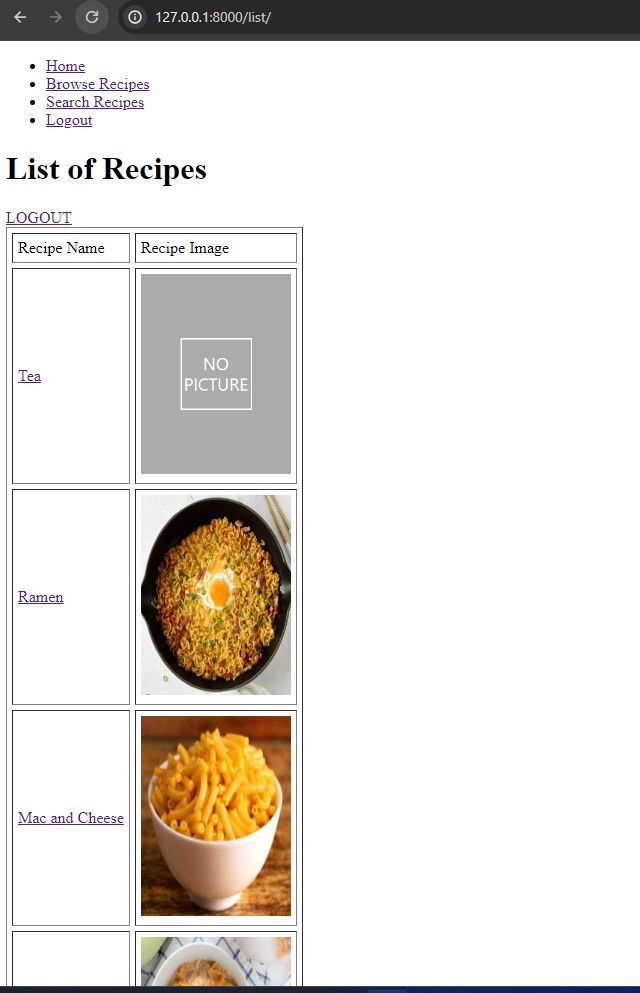 127.0.0.1:8000/list/
Home
Browse Recipes
Search Recipes
Logout
List of Recipes
LOGOUT
Recipe Name Recipe Image
Tea
NO
PICTURE
Ramen
Mac and Cheese